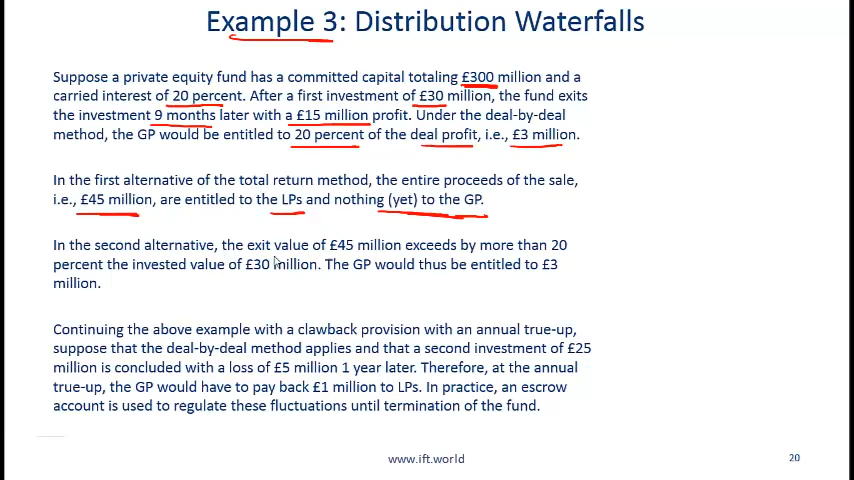 Example 3: Distribution Waterfalls
Suppose a private equity fund has a committed capital totaling £300 million and a
carried interest of 20 percent. After a first investment of £30 million, the fund exits
the investment 9 months later with a £15 million profit. Under the deal-by-deal
method, the GP would be entitled to 20 percent of the deal profit, i.e., £3 million.
In the first alternative of the total return method, the entire proceeds of the sale,
i.e., £45 million, are entitled to the LPs and nothing (yet) to the GP.
In the second alternative, the exit value of £45 million exceeds by more than 20
percent the invested value of £30 million. The GP would thus be entitled to £3
million.
Continuing the above example with a clawback provision with an annual true-up,
suppose that the deal-by-deal method applies and that a second investment of £25
million is concluded with a loss of £5 million 1 year later. Therefore, at the annual
true-up, the GP would have to pay back £1 million to LPs. In practice, an escrow
account is used to regulate these fluctuations until termination of the fund.
www.ift.world
20